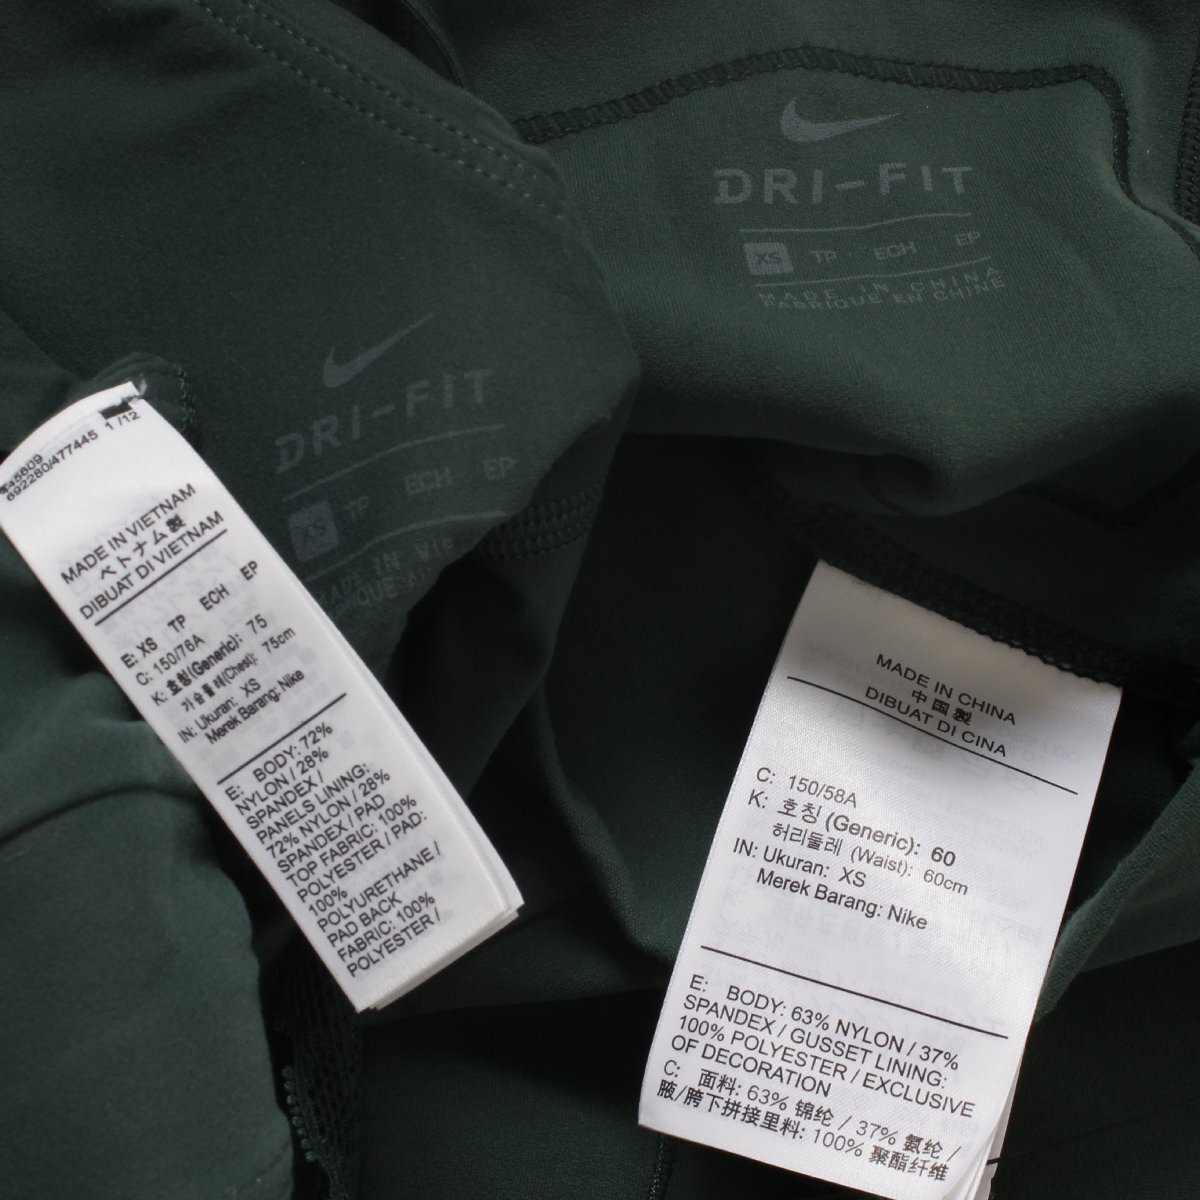 DRI-FIT
XS TP ECH EP
MADE IN CHINA
FABRIQUE EN CHINE
DRI-FIT
XS TP ECH EP
692280/477445 1 /12
MADE IN VIETNAM
ベトナム製
DIBUAT DI VIETNAM
E: XS TP ECH EP
C: 150/76A
K: 호칭(Generic): 75
가슴둘레(Chest): 75cm
IN: Ukuran: XS
Merek Barang: Nike
E: BODY: 72%
NYLON / 28%
SPANDEX /
PANELS LINING:
72% NYLON / 28%
SPANDEX / PAD
TOP FABRIC: 100%
POLYESTER / PAD:
100%
POLYURETHANE /
PAD BACK
FABRIC: 100%
POLYESTER /
MADE IN CHINA
中国製
DIBUAT DI CINA
C: 150/58A
K: 호칭 (Generic): 60
허리둘레 (Waist): 60cm
IN: Ukuran: XS
Merek Barang: Nike
E: BODY: 63% NYLON / 37%
SPANDEX / GUSSET LINING:
100% POLYESTER / EXCLUSIVE
OF DECORATION
C: 面料: 63% 锦纶 / 37% 氨纶 /
腋/胯下拼接里料: 100% 聚酯纤维